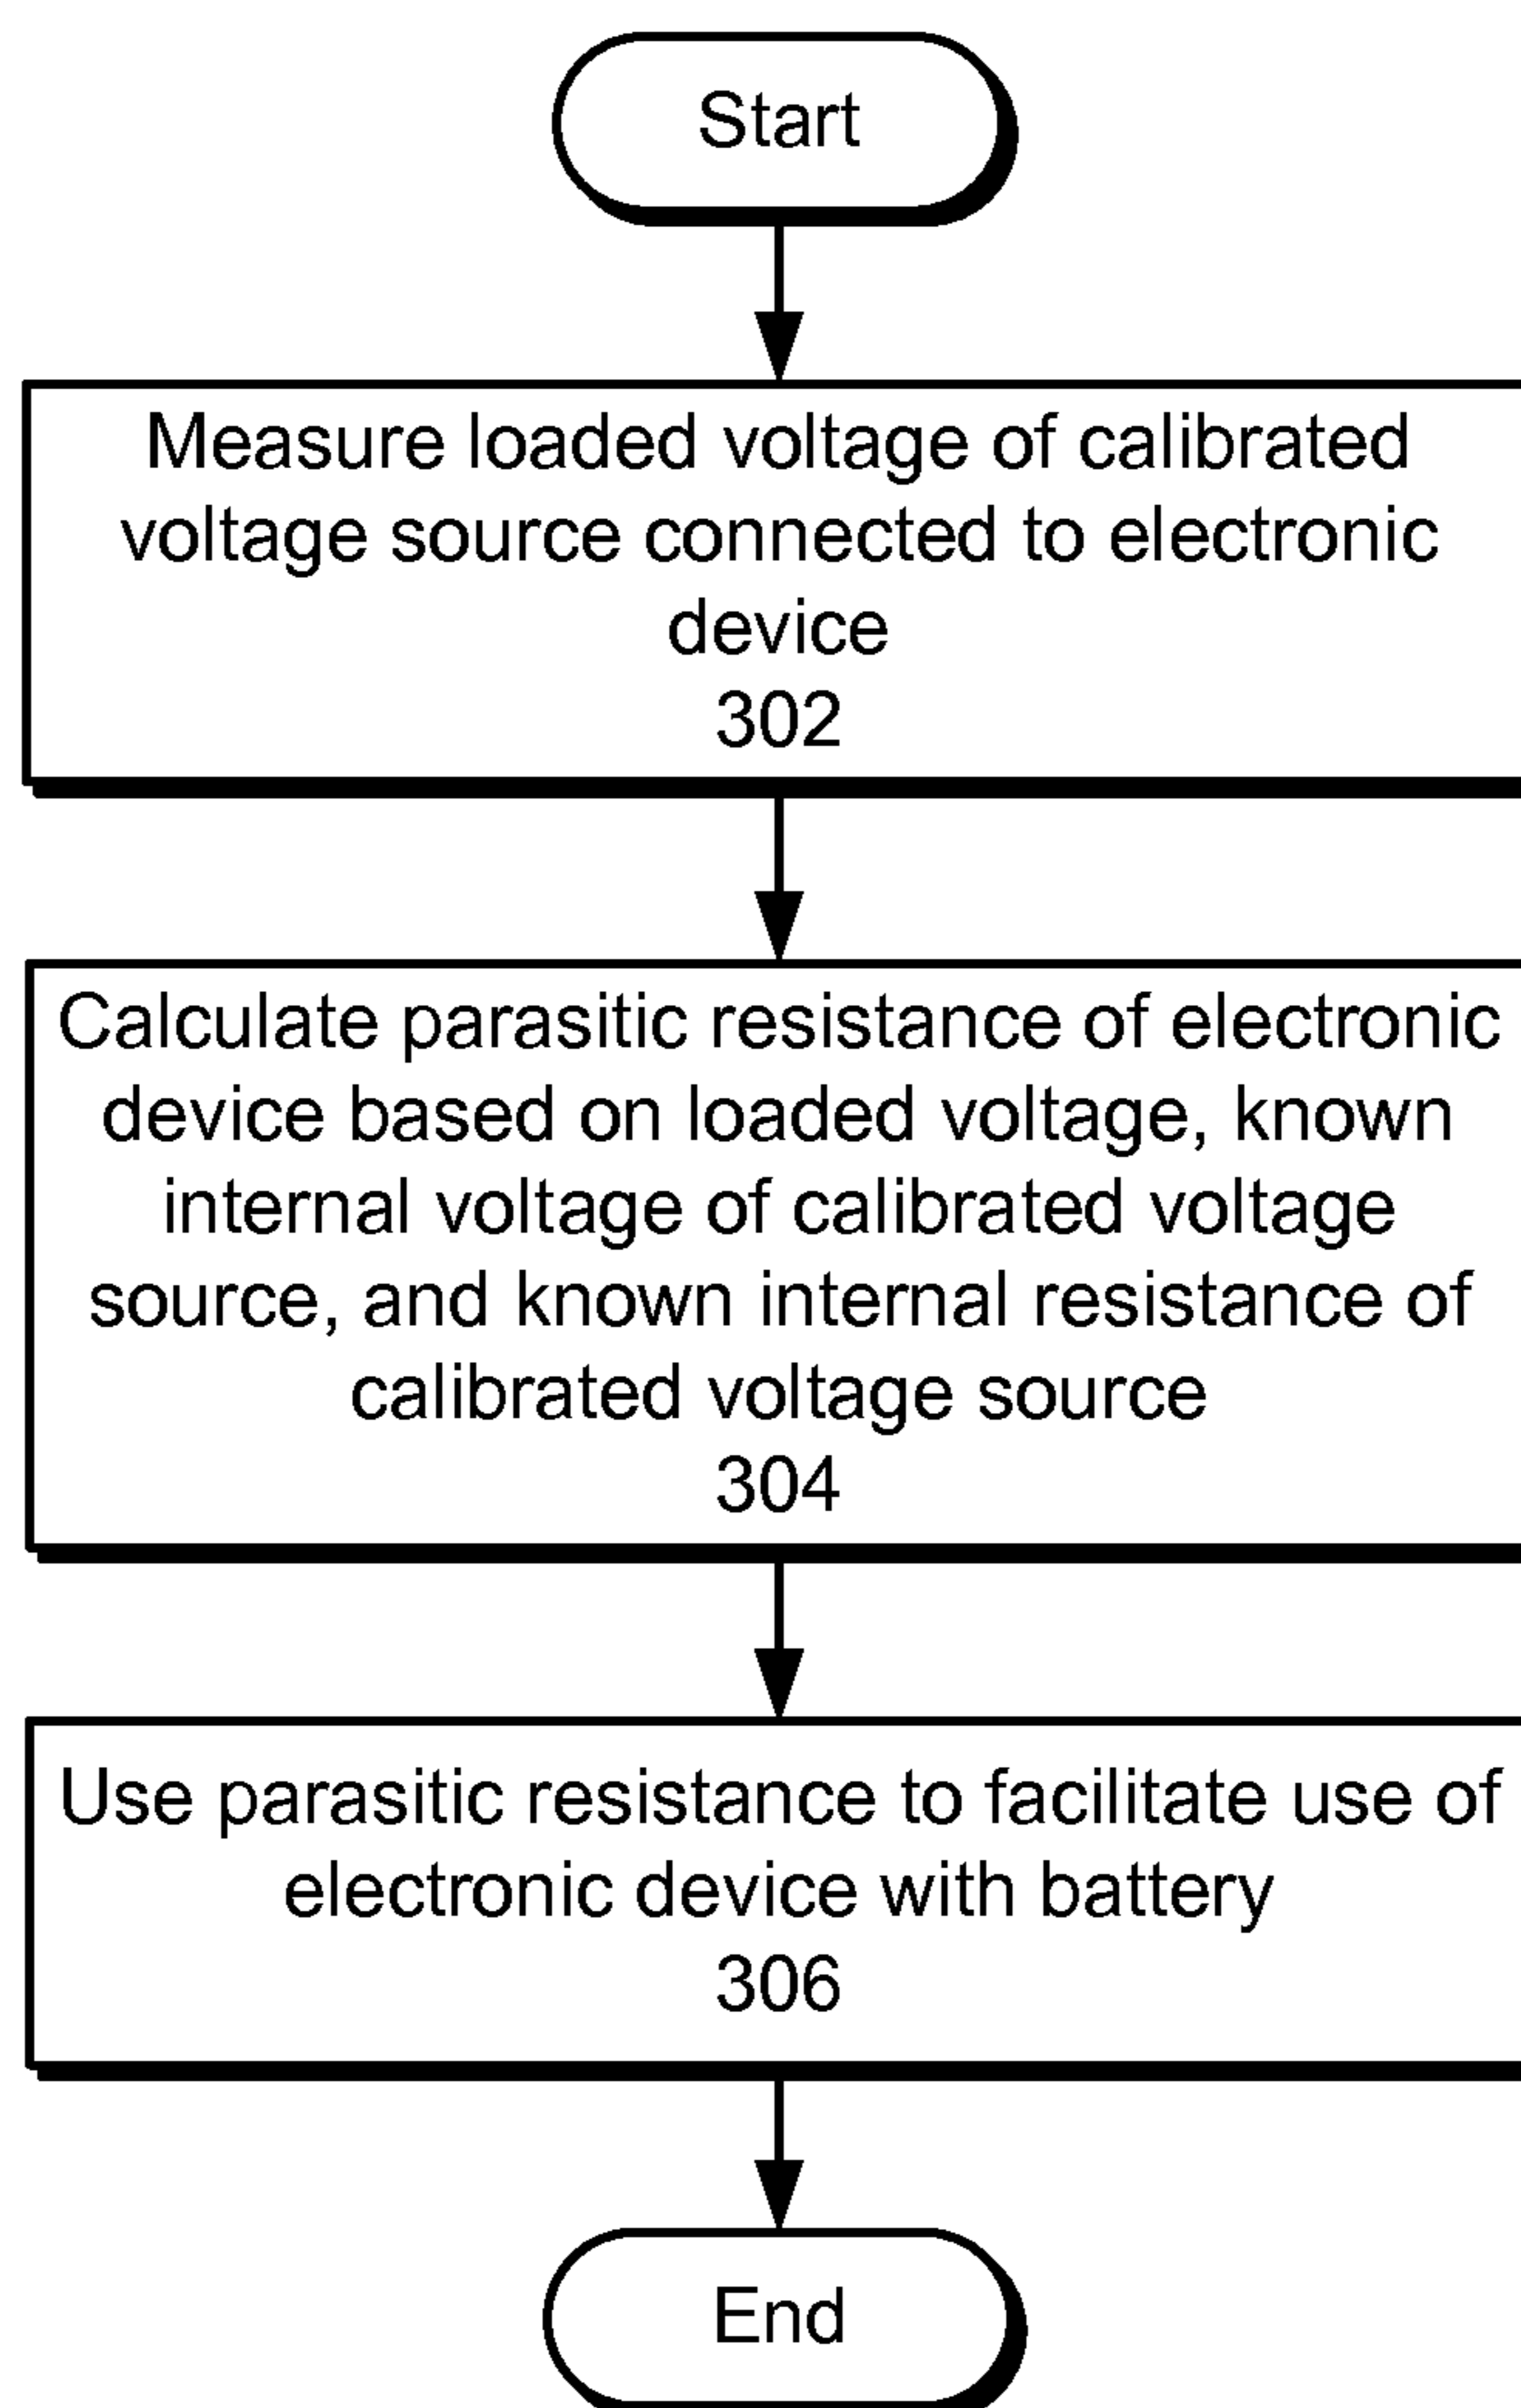 Start
Measure loaded voltage of calibrated
voltage source connected to electronic
device
302
Calculate parasitic resistance of electronic
device based on loaded voltage, known
internal voltage of calibrated voltage
source, and known internal resistance of
calibrated voltage source
304
Use parasitic resistance to facilitate use of
electronic device with battery
306
End